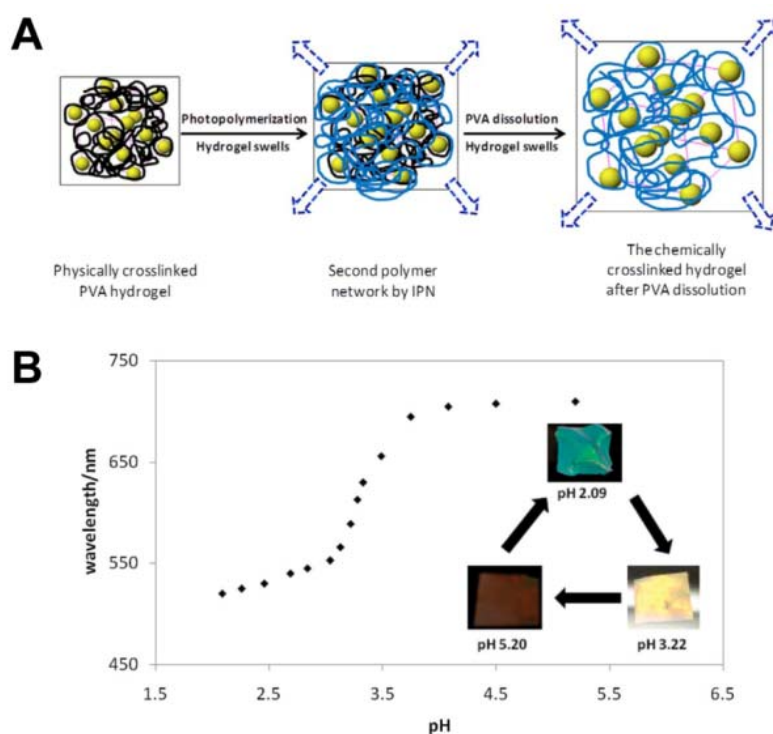 A
Photopolymerization
Hydrogel swells
PVA dissolution
Hydrogel swells
Physically crosslinked
PVA hydrogel
Second polymer
network by IPN
The chemically
crosslinked hydrogel
after PVA dissolution
B
750
650
550
450
wavelength/nm
pH 2.09
pH 5.20
pH 3.22
1.5 2.5 3.5 4.5 5.5 6.5
pH